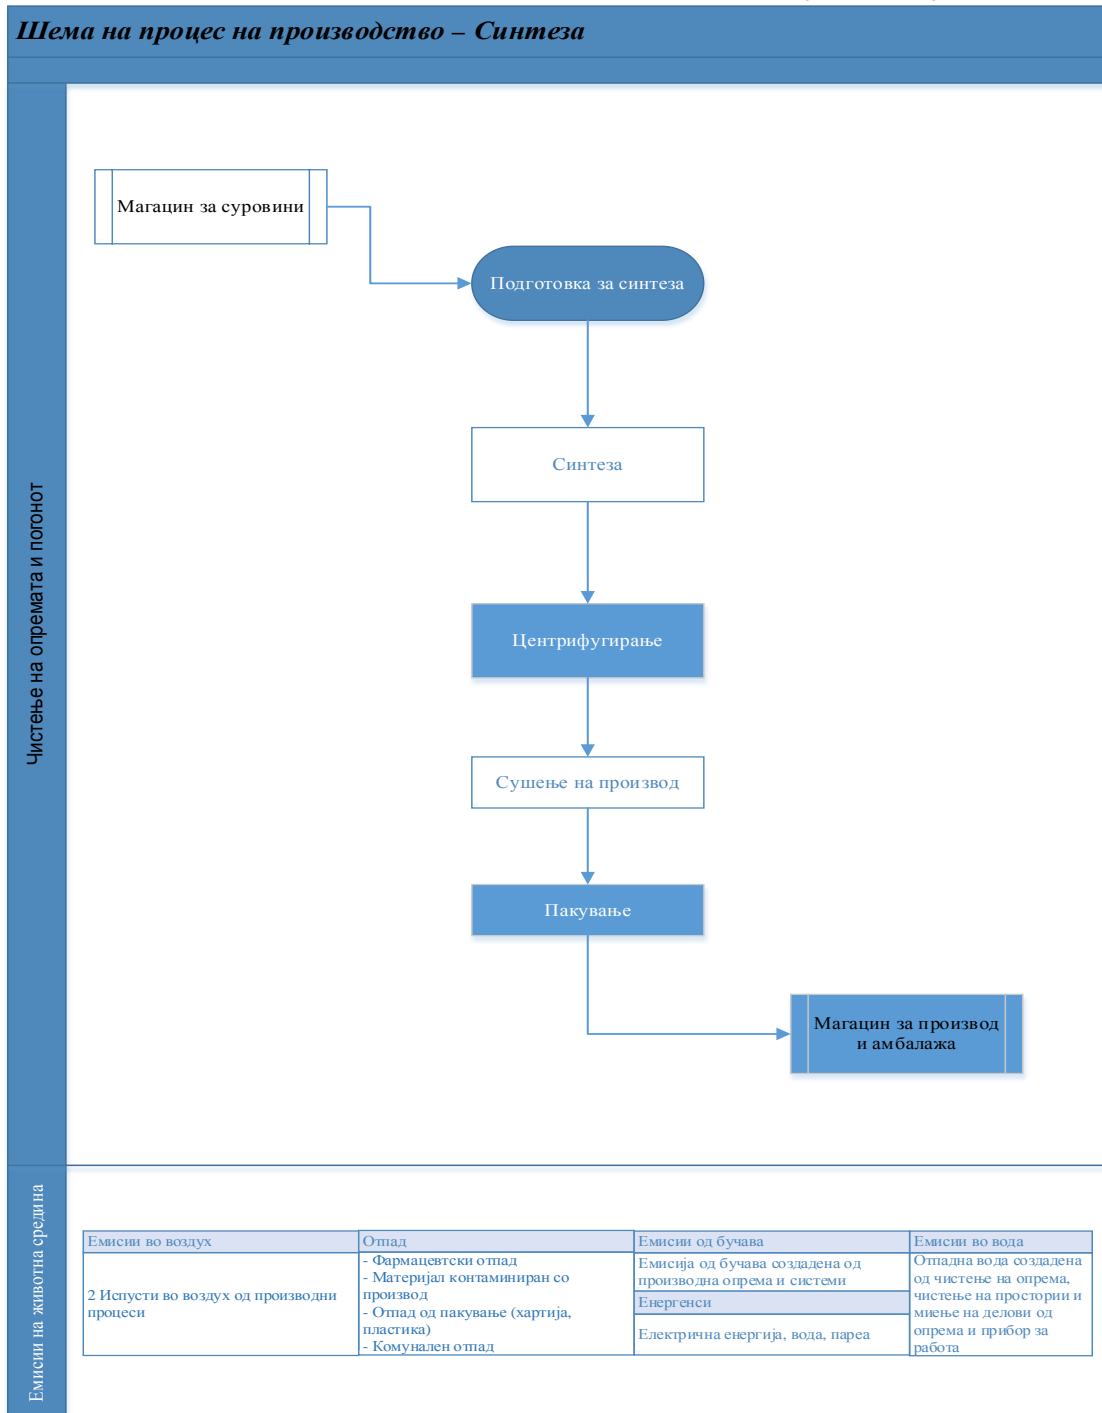 Шема на процес на производство – Синтеза
Чистење на опремата и погонот
Магацин за суровини
Подготовка за синтеза
Синтеза
Центрифугирање
Сушење на производ
Пакување
Магацин за производ
и амбалажа
Емисии на животна средина
Емисии во воздух
2 Испусти во воздух од производни
процеси
Отпад
- Фармацевтски отпад
- Материјал контаминиран со
производ
- Отпад од пакување (хартија,
пластика)
- Комунален отпад
Емисии од бучава
Емисија од бучава создадена од
производна опрема и системи
Енергенси
Електрична енергија, вода, пареа
Емисии во вода
Отпадна вода создадена
од чистење на опрема,
чистење на простории и
миење на делови од
опрема и прибор за
работа